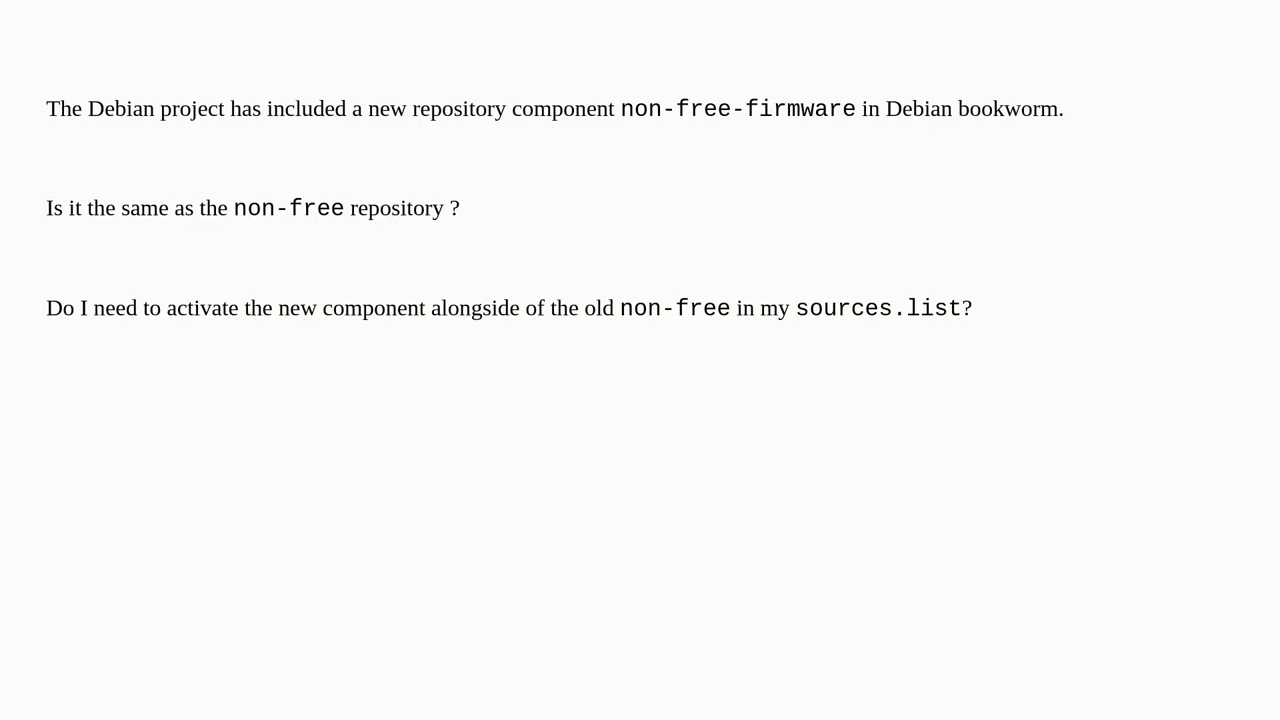 The Debian project has included a new repository component non-free-firmware in Debian bookworm.
Is it the same as the non-free repository ?
Do I need to activate the new component alongside of the old non-free in my sources.list?